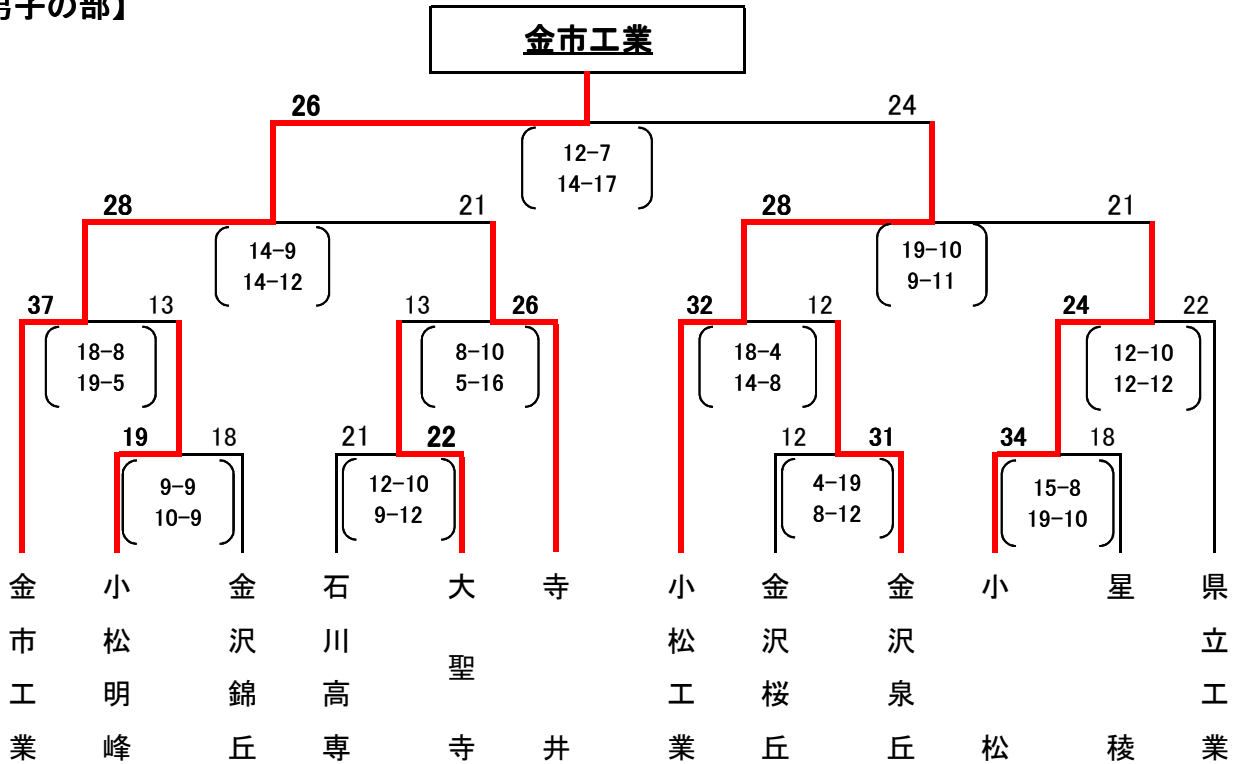 男子の部】
金市工業
26 24
12-7
14-17
28 21 28 21
14-9 19-10
14-12 9-11
37 13 13 26 32 12 24 22
18-8 8-10 18-4 12-10
19-5 5-16 14-8 12-12
19 18 21 22 12 31 34 18
9-9 12-10 4-19 15-8
10-9 9-12 8-12 19-10
金市工業
小松明峰
金沢錦丘
石川高専
大聖寺
寺井
小松工業
金沢桜丘
金沢泉丘
小松
星稜
県立工業